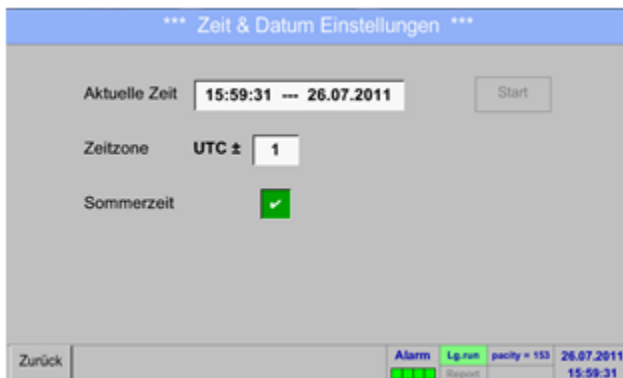 *** Zeit & Datum Einstellungen ***
Aktuelle Zeit 15:59:31 --- 26.07.2011 Start
Zeitzone UTC ± 1
Sommerzeit
Zurück Alarm Lg.run pacity = 153 26.07.2011
Report 15:59:31